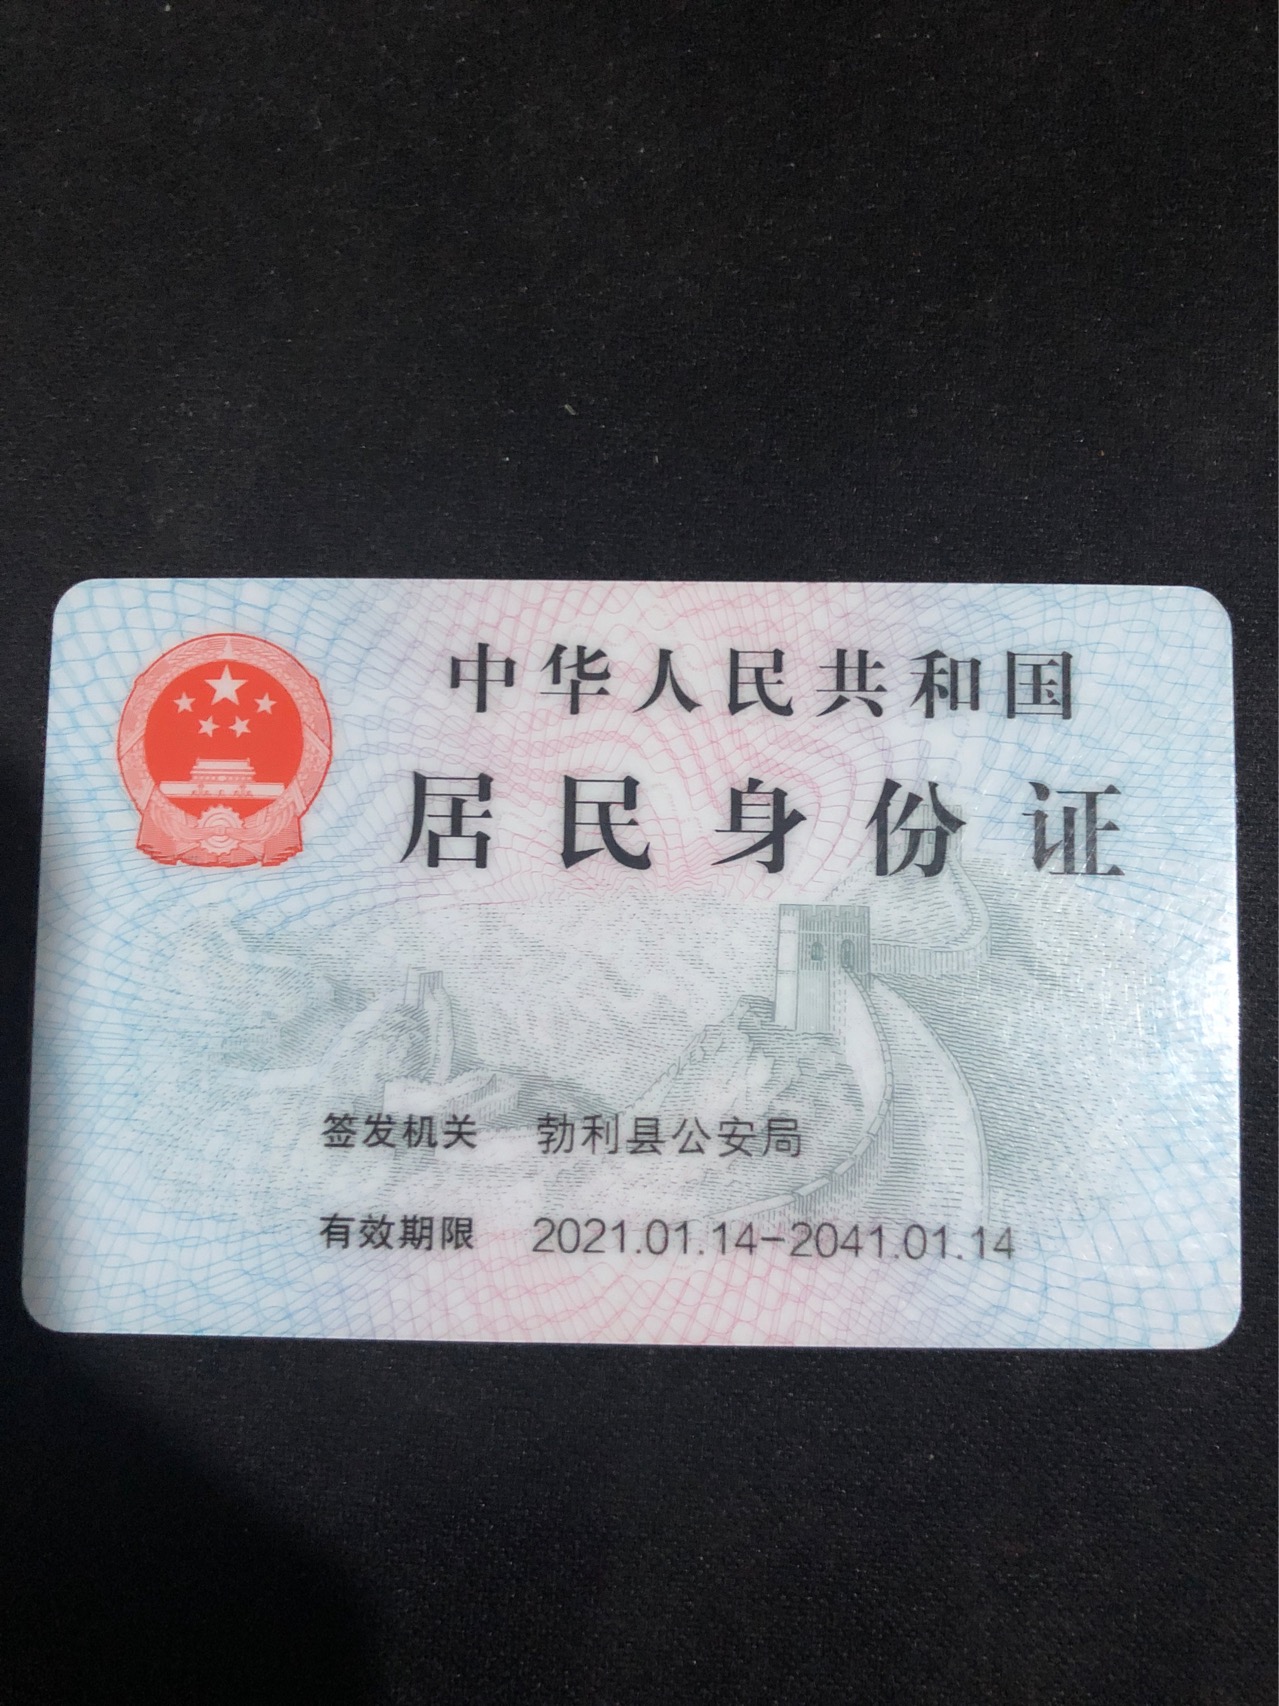 中华人民共和国
居民身份证
签发机关 勃利县公安局
有效期限 2021.01.14-2041.01.14